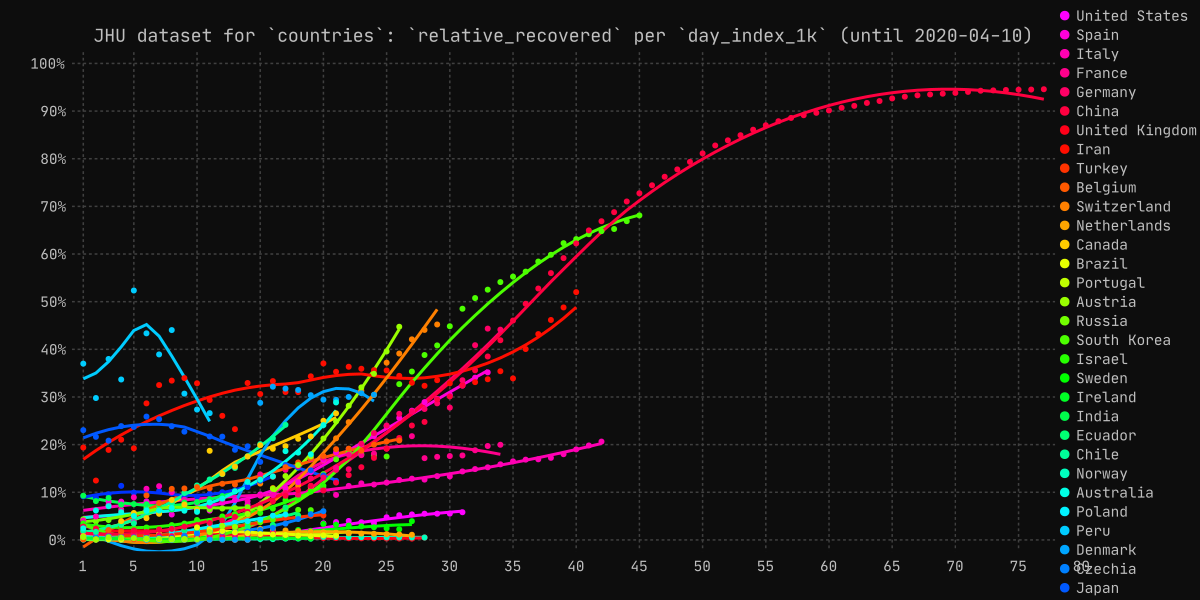 JHU dataset for `countries`: `relative_recovered` per `day_index_1k` (until 2020-04-10)
100%
90%
80%
70%
60%
50%
40%
30%
20%
10%
0%
1 5 10 15 20 25 30 35 40 45 50 55 60 65 70 75 80
United States
Spain
Italy
France
Germany
China
United Kingdom
Iran
Turkey
Belgium
Switzerland
Netherlands
Canada
Brazil
Portugal
Austria
Russia
South Korea
Israel
Sweden
Ireland
India
Ecuador
Chile
Norway
Australia
Poland
Peru
Denmark
Czechia
Japan